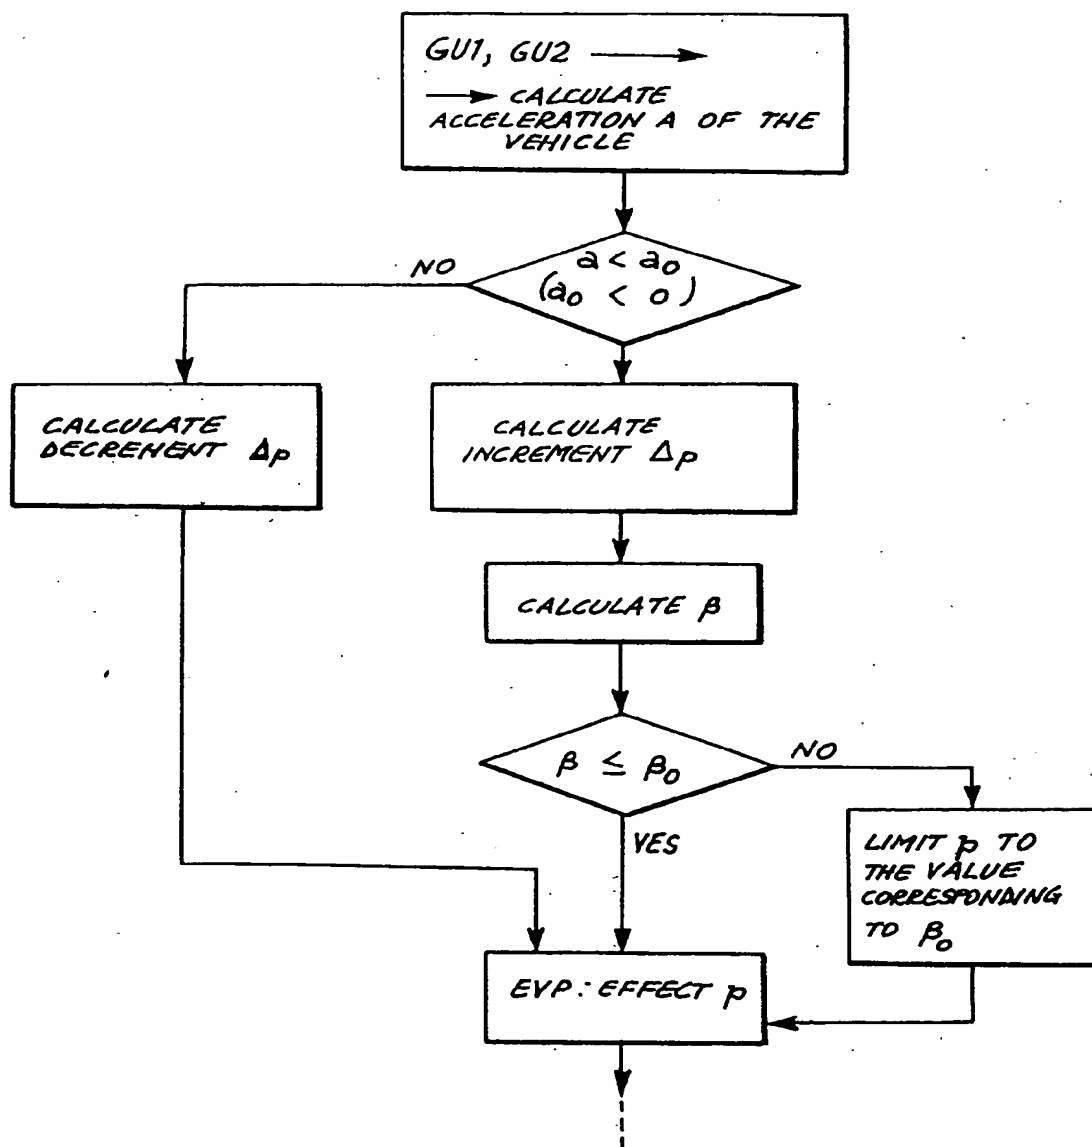 GU1, GU2 →
→ CALCULATE
ACCELERATION A OF THE
VEHICLE
NO
a < a₀
(a₀ < 0)
CALCULATE
DECREMENT Δp
CALCULATE
INCREMENT Δp
CALCULATE β
β ≤ β₀
NO
YES
LIMIT p TO
THE VALUE
CORRESPONDING
TO β₀
EVP: EFFECT p